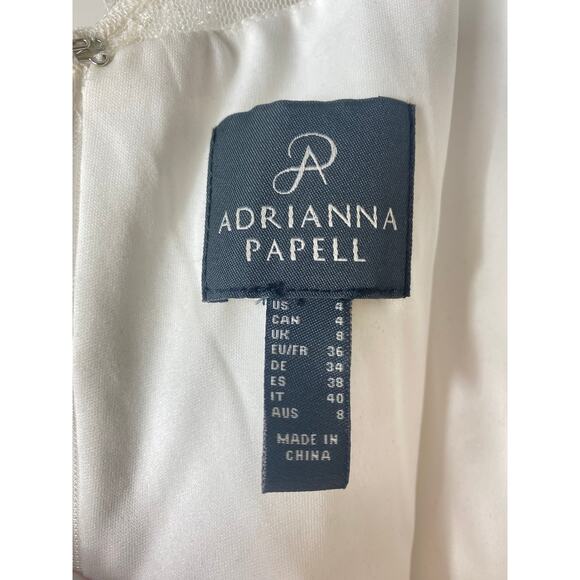 AP
ADRIANNA
PAPELL
US 4
CAN 4
UK 8
EU/FR 36
DE 34
ES 38
IT 40
AUS 8
MADE IN
CHINA